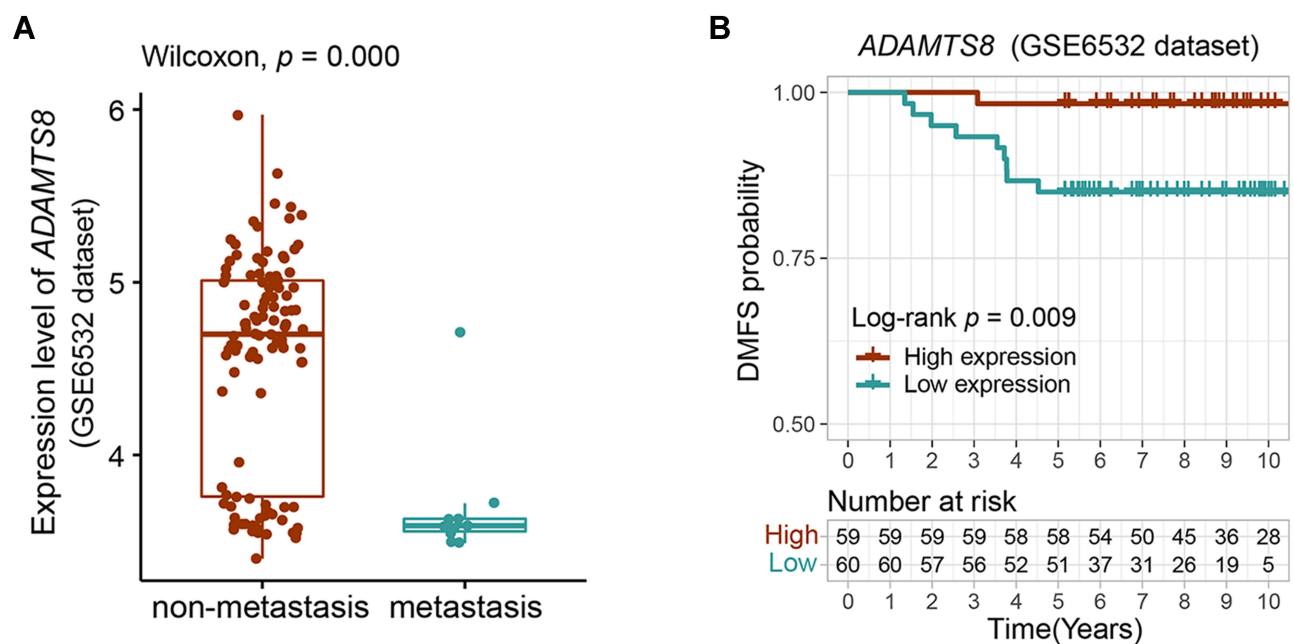 A
Wilcoxon, p = 0.000
Expression level of ADAMTS8
(GSE6532 dataset)
6
5
4
non-metastasis metastasis
B
ADAMTS8 (GSE6532 dataset)
DMFS probability
1.00
0.75
0.50
Log-rank p = 0.009
High expression
Low expression
0 1 2 3 4 5 6 7 8 9 10
Number at risk
High 59 59 59 59 58 58 54 50 45 36 28
Low 60 60 57 56 52 51 37 31 26 19 5
0 1 2 3 4 5 6 7 8 9 10
Time(Years)